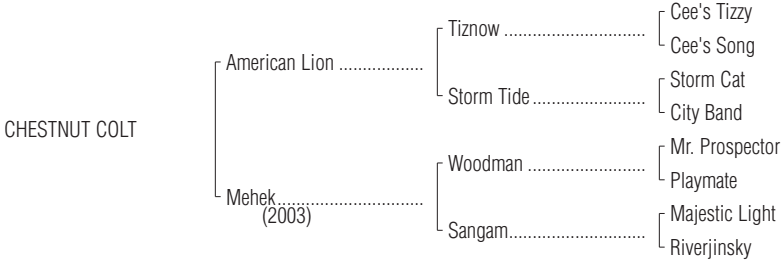 Cee's Tizzy
Tiznow ..............................
Cee's Song
American Lion ..................
Storm Cat
Storm Tide........................
City Band
CHESTNUT COLT
Mr. Prospector
Woodman .........................
Playmate
Mehek...............................
(2003)
Majestic Light
Sangam.............................
Riverjinsky